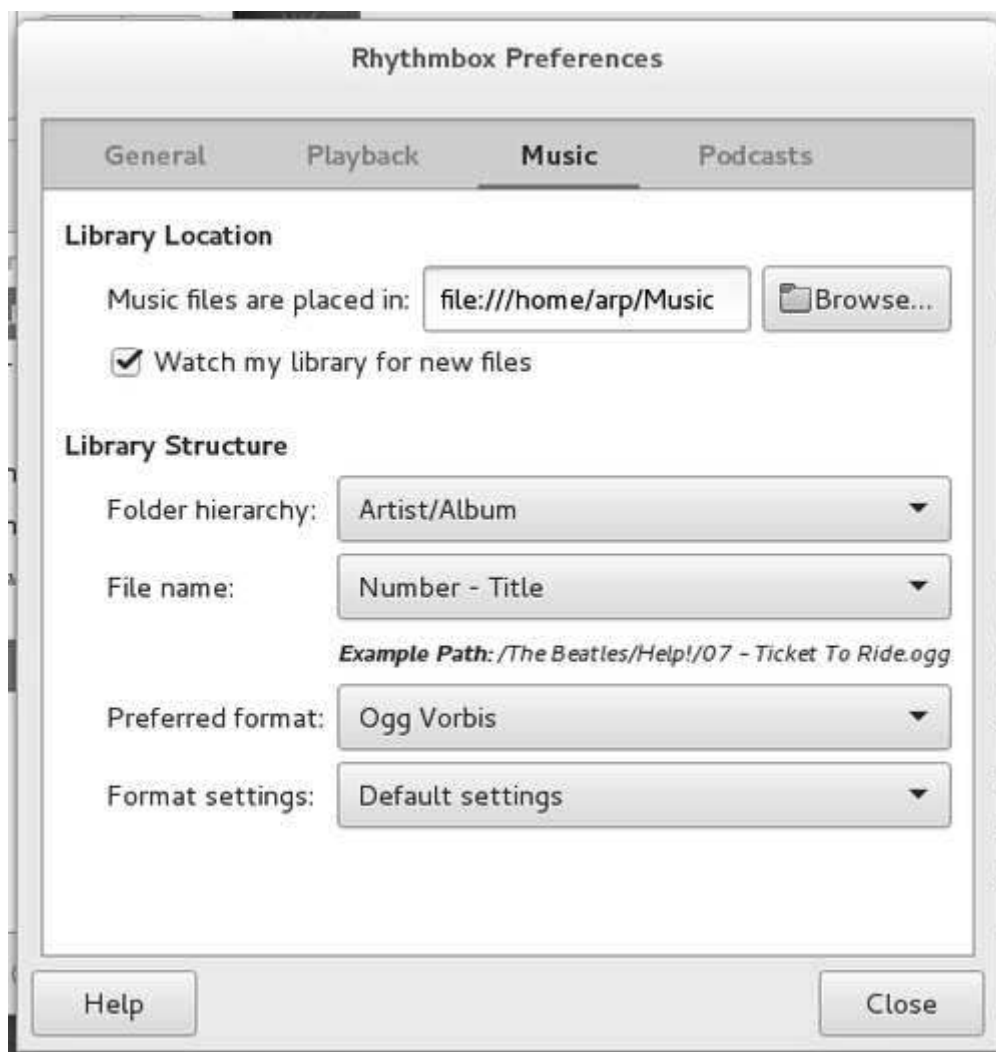 Rhythmbox Preferences
General Playback Music Podcasts
Library Location
Music files are placed in: file:///home/arp/Music Browse...
Watch my library for new files
Library Structure
Folder hierarchy: Artist/Album
File name: Number - Title
Example Path: /The Beatles/Help!/07 - Ticket To Ride.ogg
Preferred format: Ogg Vorbis
Format settings: Default settings
Help Close